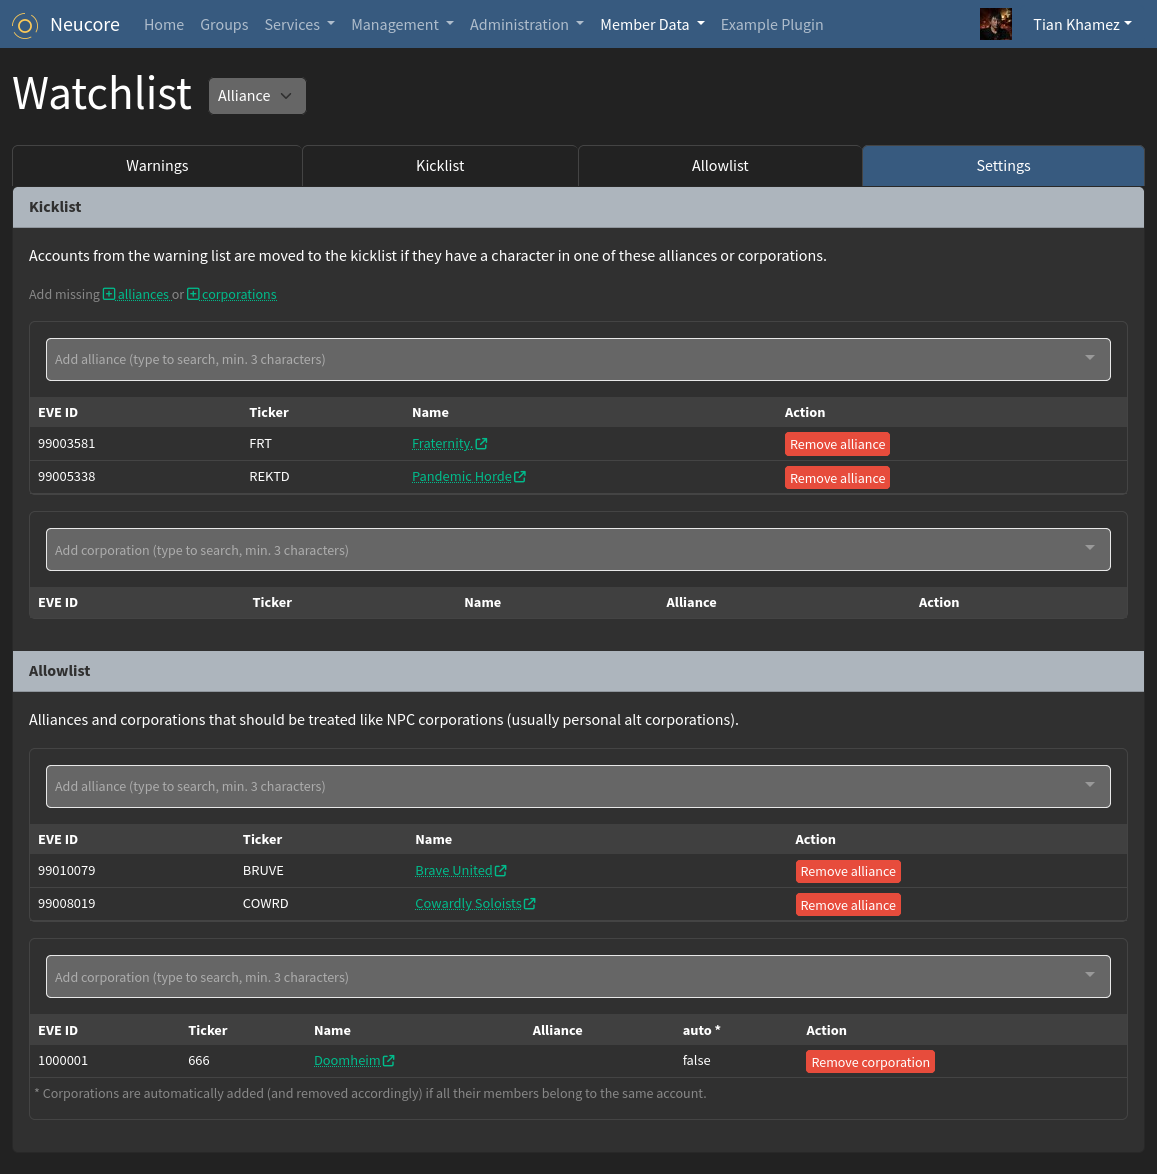 Neucore Home Groups Services Management Administration Member Data Example Plugin Tian Khamez
Watchlist Alliance
Warnings Kicklist Allowlist Settings
Kicklist
Accounts from the warning list are moved to the kicklist if they have a character in one of these alliances or corporations.
Add missing alliances or corporations
Add alliance (type to search, min. 3 characters)
EVE ID Ticker Name Action
99003581 FRT Fraternity. Remove alliance
99005338 REKTD Pandemic Horde Remove alliance
Add corporation (type to search, min. 3 characters)
EVE ID Ticker Name Alliance Action
Allowlist
Alliances and corporations that should be treated like NPC corporations (usually personal alt corporations).
Add alliance (type to search, min. 3 characters)
EVE ID Ticker Name Action
99010079 BRUVE Brave United Remove alliance
99008019 COWRD Cowardly Soloists Remove alliance
Add corporation (type to search, min. 3 characters)
EVE ID Ticker Name Alliance auto * Action
1000001 666 Doomheim false Remove corporation
* Corporations are automatically added (and removed accordingly) if all their members belong to the same account.